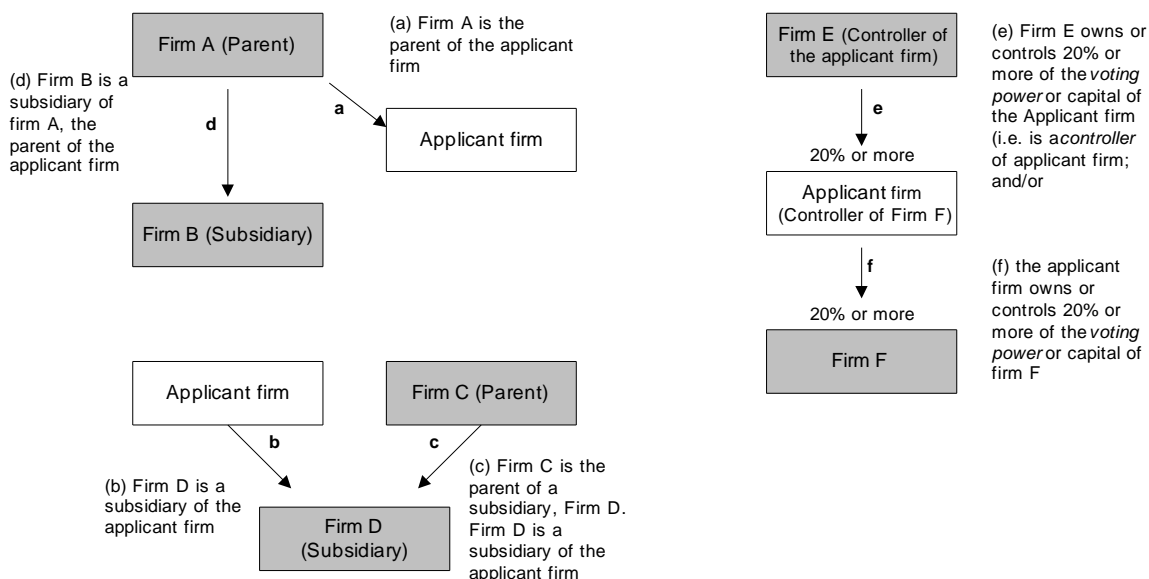 Firm A (Parent)
(a) Firm A is the
parent of the applicant
firm
(d) Firm B is a
subsidiary of
firm A, the
parent of the
applicant firm
d
a
Applicant firm
Firm B (Subsidiary)
Applicant firm
Firm C (Parent)
b
c
(b) Firm D is a
subsidiary of the
applicant firm
(c) Firm C is the
parent of a
subsidiary, Firm D.
Firm D is a
subsidiary of the
applicant firm
Firm D
(Subsidiary)
Firm E (Controller of
the applicant firm)
(e) Firm E owns or
controls 20% or
more of the voting
power or capital of
the Applicant firm
(i.e. is a controller
of applicant firm;
and/or
e
20% or more
Applicant firm
(Controller of Firm F)
f
(f) the applicant
firm owns or
controls 20% or
more of the voting
power or capital of
firm F
20% or more
Firm F